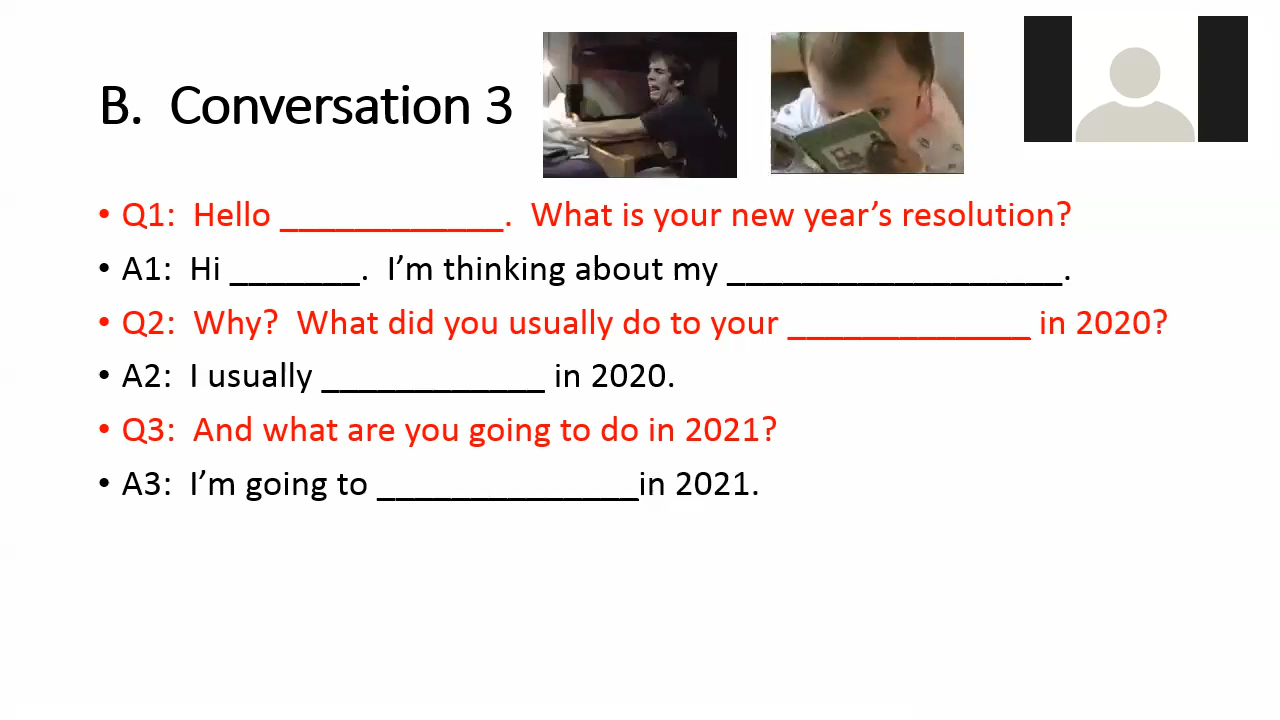 B. Conversation 3
• Q1: Hello ____________. What is your new year’s resolution?
• A1: Hi _______. I’m thinking about my __________________.
• Q2: Why? What did you usually do to your _____________ in 2020?
• A2: I usually ____________ in 2020.
• Q3: And what are you going to do in 2021?
• A3: I’m going to ______________in 2021.